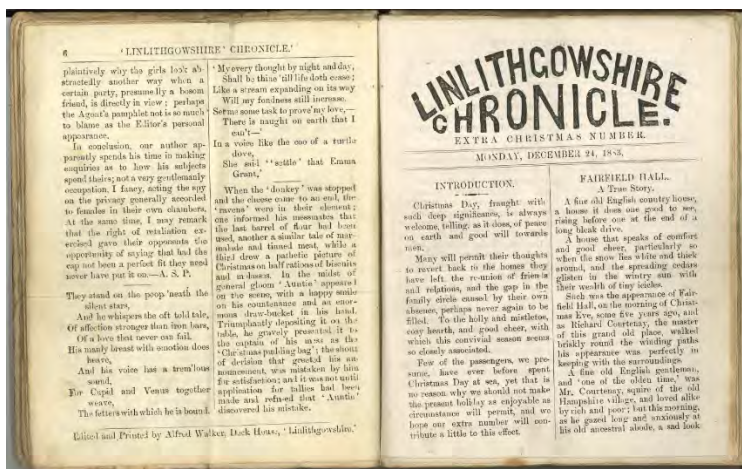 6 'LINLITHGOWSHIRE' CHRONICLE.'
plaintively why the girls look ab-
stractedly another way when a
certain party, presumedly a bosom
friend, is directly in view; perhaps
the Agoat's pamphlet not is so much
to blame as the Editor's personal
appearance.
In conclusion, our author ap-
parently spends his time in making
enquiries as to how his subjects
spend theirs; not a very gentlemanly
occupation, I fancy, acting the spy
on the privacy generally accorded
to females in their own chambers.
At the same time, I may remark
that the right of retaliation ex-
ercised gave their opponents the
opportunity of saying that had the
cap not been a perfect fit they need
never have put it on.—A. S. P.
They stand on the poop 'neath the
silent stars,
And he whispers the oft told tale,
Of affection stronger than iron bars,
Of a love that never can fail.
His manly breast with emotion does
heave,
And his voice has a trem'lous
sound,
For Cupid and Venus together
weave,
The fetters with which he is bound.
'My every thought by night and day,
Shall be thine 'till life doth cease;
Like a stream expanding on its way
Will my fondness still increase.
Set me some task to prove my love,—
There is naught on earth that I
can't—'
In a voice like the coo of a turtle
dove,
She said "settle' that Emma
Grant.'
When the 'donkey' was stopped
and the cheese came to an end, the
'ravens' were in their element;
one informed his messmates that
the last barrel of flour had been
used, another a similar tale of mar-
malade and tinned meat, while a
third drew a pathetic picture of
Christmas on half rations of biscuits
and molasses. In the midst of
general gloom 'Auntie' appeared
on the scene, with a happy smile
on his countenance and an enor-
mous draw-bucket in his hand.
Triumphantly depositing it on the
table, he gravely presented it to
the captain of his mess as the
'Christmas pudding bag'; the shout
of derision that greeted his an-
nouncement, was mistaken by him
for satisfaction; and it was not until
application for tallies had been
made and refused that 'Auntie'
discovered his mistake.
Edited and Printed by Alfred Walker, Deck House, 'Linlithgowshire.'
LINLITHGOWSHIRE
CHRONICLE.
EXTRA CHRISTMAS NUMBER.
MONDAY, DECEMBER 24, 1883.
INTRODUCTION.
Christmas Day, fraught with
such deep significance, is always
welcome, telling, as it does, of peace
on earth and good will towards
men.
Many will permit their thoughts
to revert back to the homes they
have left, the re-union of friends
and relations, and the gap in the
family circle caused by their own
absence, perhaps never again to be
filled. To the holly and mistletoe,
cosy hearth, and good cheer, with
which this convivial season seems
so closely associated.
Few of the passengers, we pre-
sume, have ever before spent
Christmas Day at sea, yet that is
no reason why we should not make
the present holiday as enjoyable as
circumstance will permit, and we
hope our extra number will con-
tribute a little to this effect.
FAIRFIELD HALL.
A True Story.
A fine old English country house,
a house it does one good to see,
rising before one at the end of a
long bleak drive.
A house that speaks of comfort
and good cheer, particularly so
when the snow lies white and thick
around, and the spreading cedars
glisten in the wintry sun with
their wealth of tiny icicles.
Such was the appearance of Fair-
field Hall, on the morning of Christ-
mas Eve, some five years ago, and
as Richard Courtenay, the master
of this grand old place, walked
briskly round the winding paths
his appearance was perfectly in
keeping with the surroundings.
A fine old English gentleman,
and 'one of the olden time,' was
Mr. Courtenay, squire of the old
Hampshire village, and loved alike
by rich and poor; but this morning,
as he gazed long and anxiously at
his old ancestral abode, a sad look